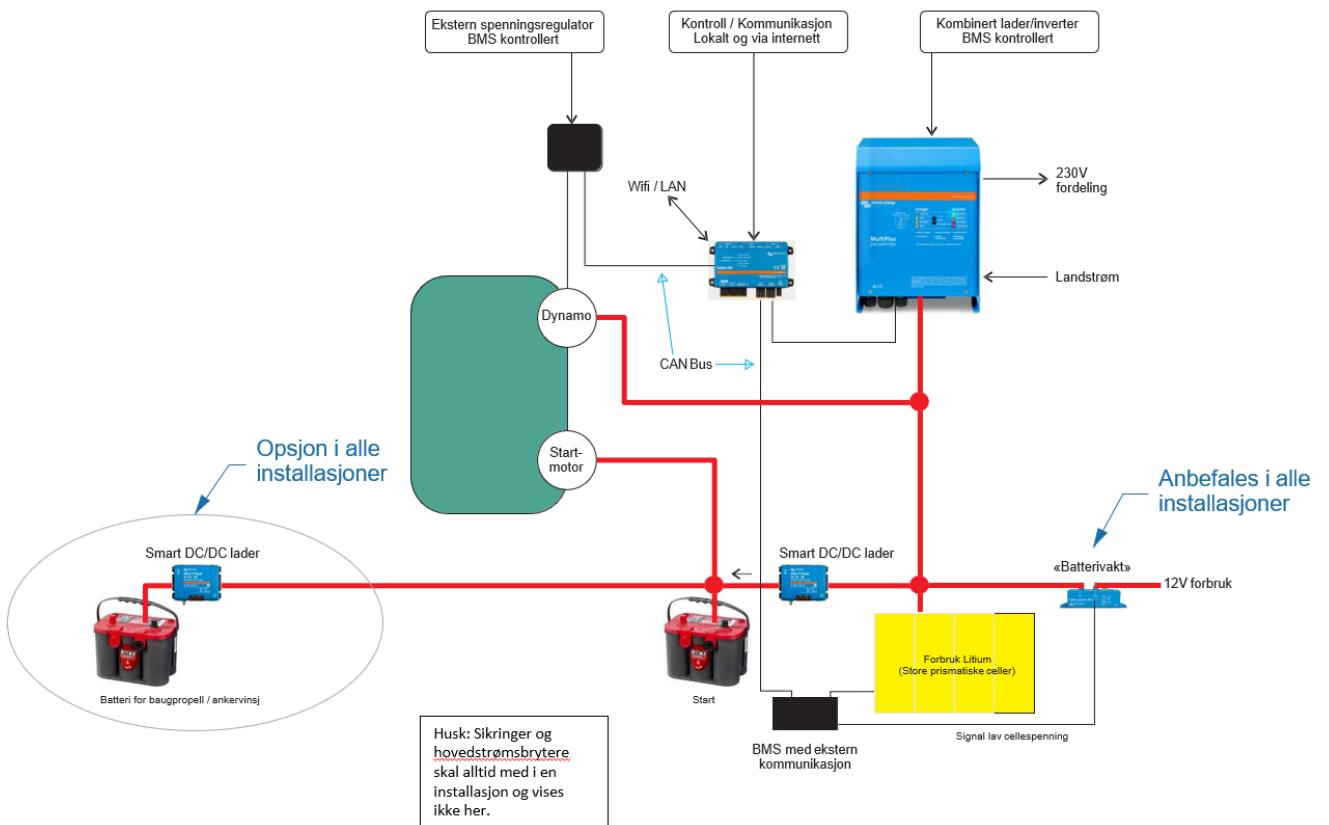 Ekstern spenningsregulator
BMS kontrollert
Kontroll / Kommunikasjon
Lokalt og via internett
Kombinert lader/inverter
BMS kontrollert
Wifi / LAN
230V
fordeling
MultiPlus
Landstrøm
Dynamo
CAN Bus
Start-
motor
Opsjon i alle
installasjoner
Anbefales i alle
installasjoner
Smart DC/DC lader
Smart DC/DC lader
«Batterivakt»
12V forbruk
Forbruk Litium
(Store prismatiske celler)
Batteri for baugpropell / ankervinsj
Start
Signal lav cellespenning
BMS med ekstern
kommunikasjon
Husk: Sikringer og
hovedstrømsbrytere
skal alltid med i en
installasjon og vises
ikke her.